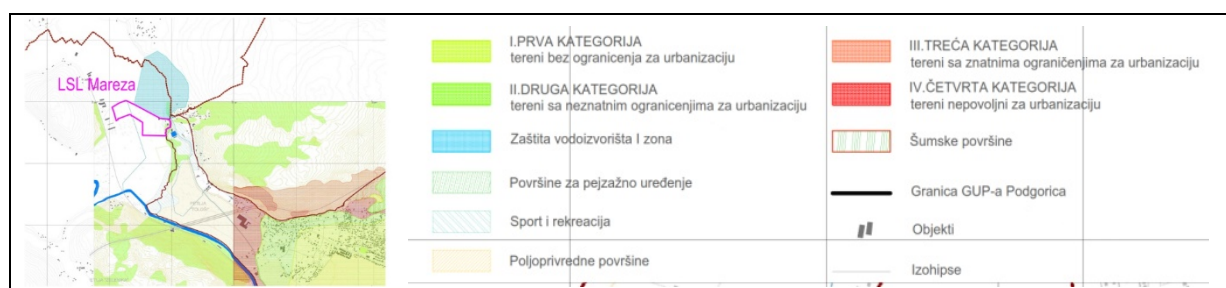 LSL Mareza
I.PRVA KATEGORIJA
tereni bez ogranicenja za urbanizaciju
II.DRUGA KATEGORIJA
tereni sa neznatnim ogranicenjima za urbanizaciju
Zaštita vodoizvorišta I zona
Površine za pejzažno uređenje
Sport i rekreacija
Poljoprivredne površine
III.TREĆA KATEGORIJA
tereni sa znatnima ograničenjima za urbanizaciju
IV.ČETVRTA KATEGORIJA
tereni nepovoljni za urbanizaciju
Šumske površine
Granica GUP-a Podgorica
Objekti
Izohipse